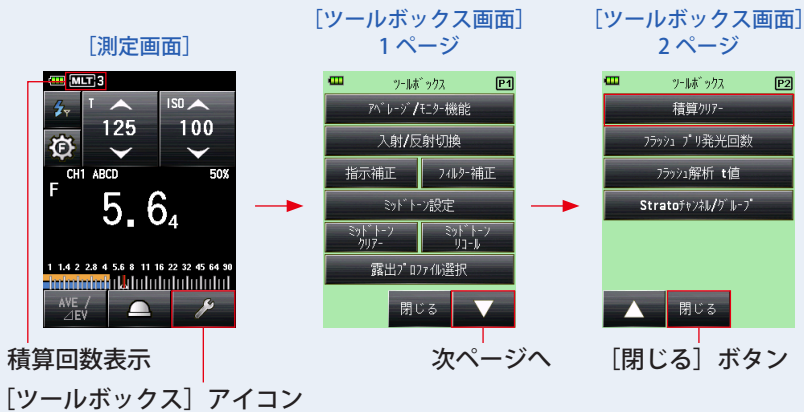 ［測定画面］
MLT 3
T
125
ISO
100
CH1 ABCD
50%
F
5. 6₄
1 1.4 2 2.8 4 5.6 8 11 16 22 32 45 64 90
AVE /
⊿EV
積算回数表示
［ツールボックス］アイコン
［ツールボックス画面］
1 ページ
ﾂｰﾙﾎﾞｯｸｽ
P1
ｱﾍﾞﾚｰｼﾞ/ﾓﾆﾀｰ機能
入射/反射切換
指示補正
ﾌｨﾙﾀｰ補正
ﾐｯﾄﾞﾄｰﾝ設定
ﾐｯﾄﾞﾄｰﾝ
ｸﾘｱｰ
ﾐｯﾄﾞﾄｰﾝ
ﾘｺｰﾙ
露出ﾌﾟﾛﾌｧｲﾙ選択
閉じる
次ページへ
［ツールボックス画面］
2 ページ
ﾂｰﾙﾎﾞｯｸｽ
P2
積算ｸﾘｱｰ
ﾌﾗｯｼｭ ﾌﾟﾘ発光回数
ﾌﾗｯｼｭ解析 t値
Stratoﾁｬﾝﾈﾙ/ｸﾞﾙｰﾌﾟ
閉じる
［閉じる］ボタン